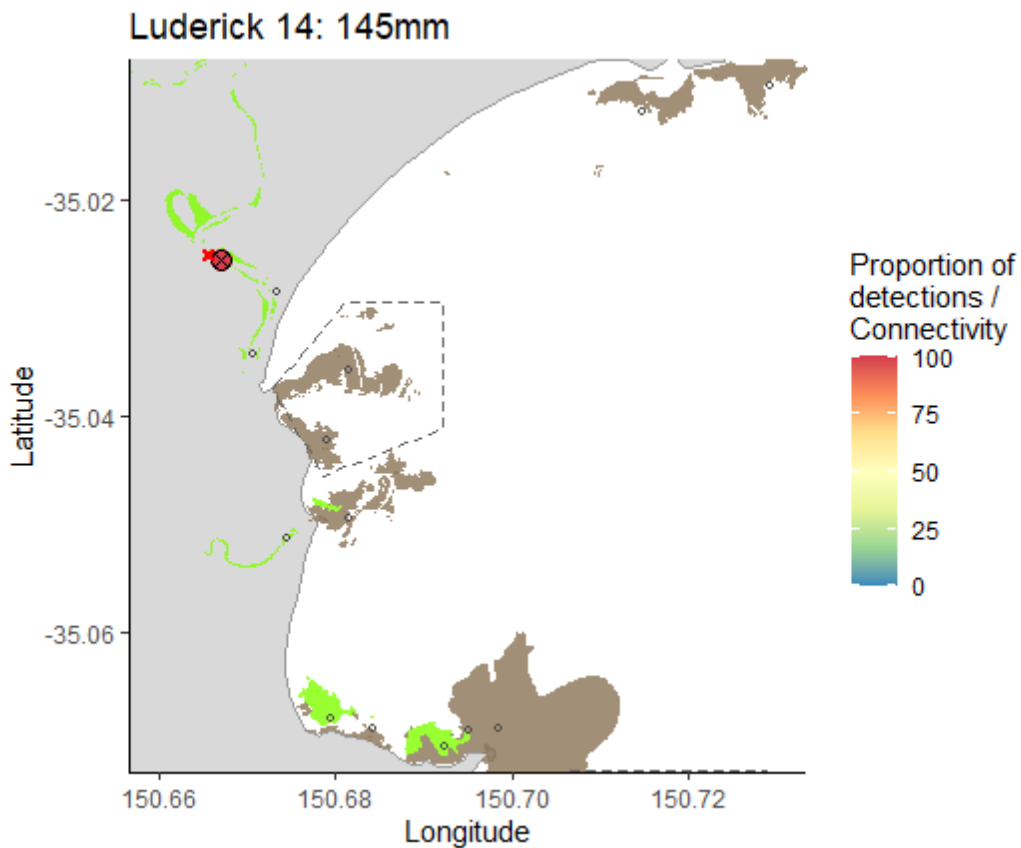 Luderick 14: 145mm
-35.02
-35.04
-35.06
Latitude
150.66 150.68 150.70 150.72
Longitude
Proportion of
detections /
Connectivity
100
75
50
25
0